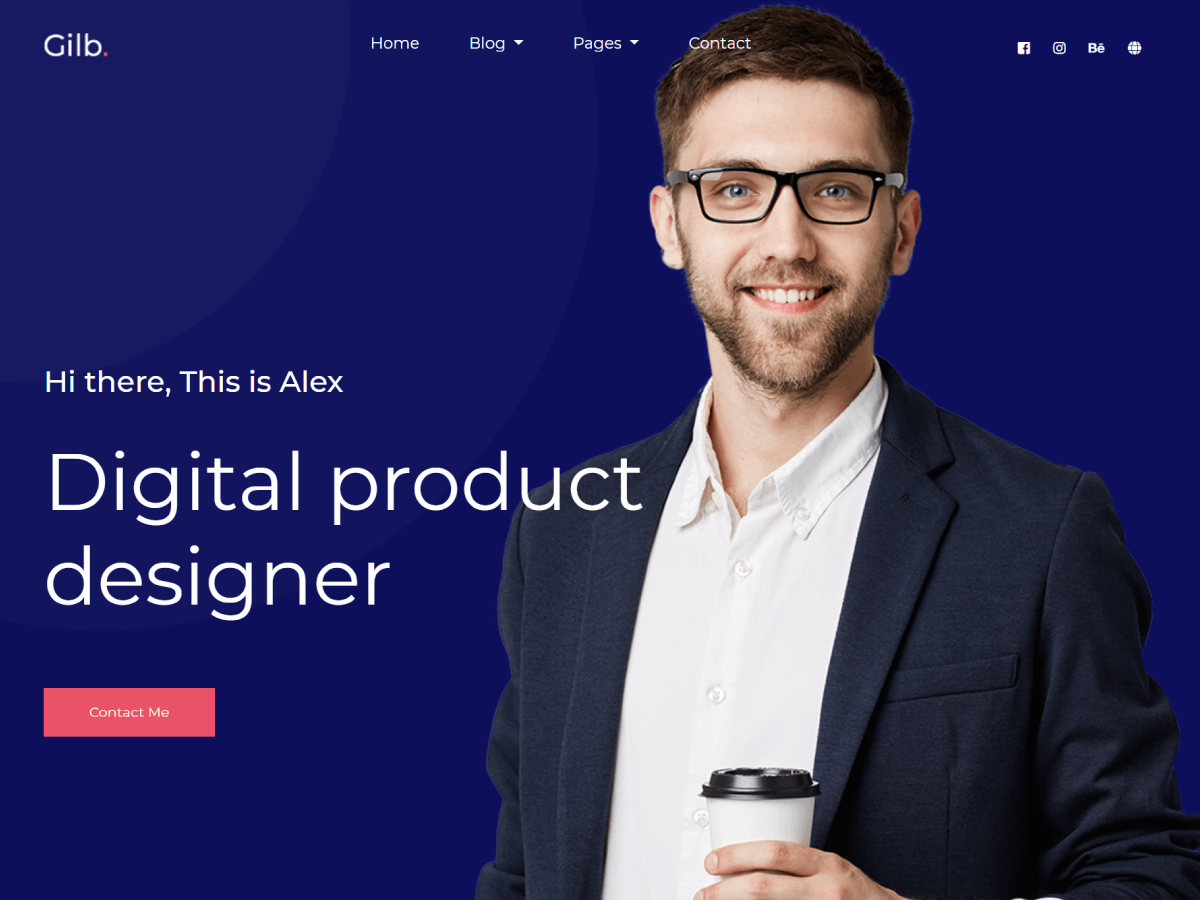 Gilb.
Home Blog Pages Contact
Bē
Hi there, This is Alex
Digital product
designer
Contact Me